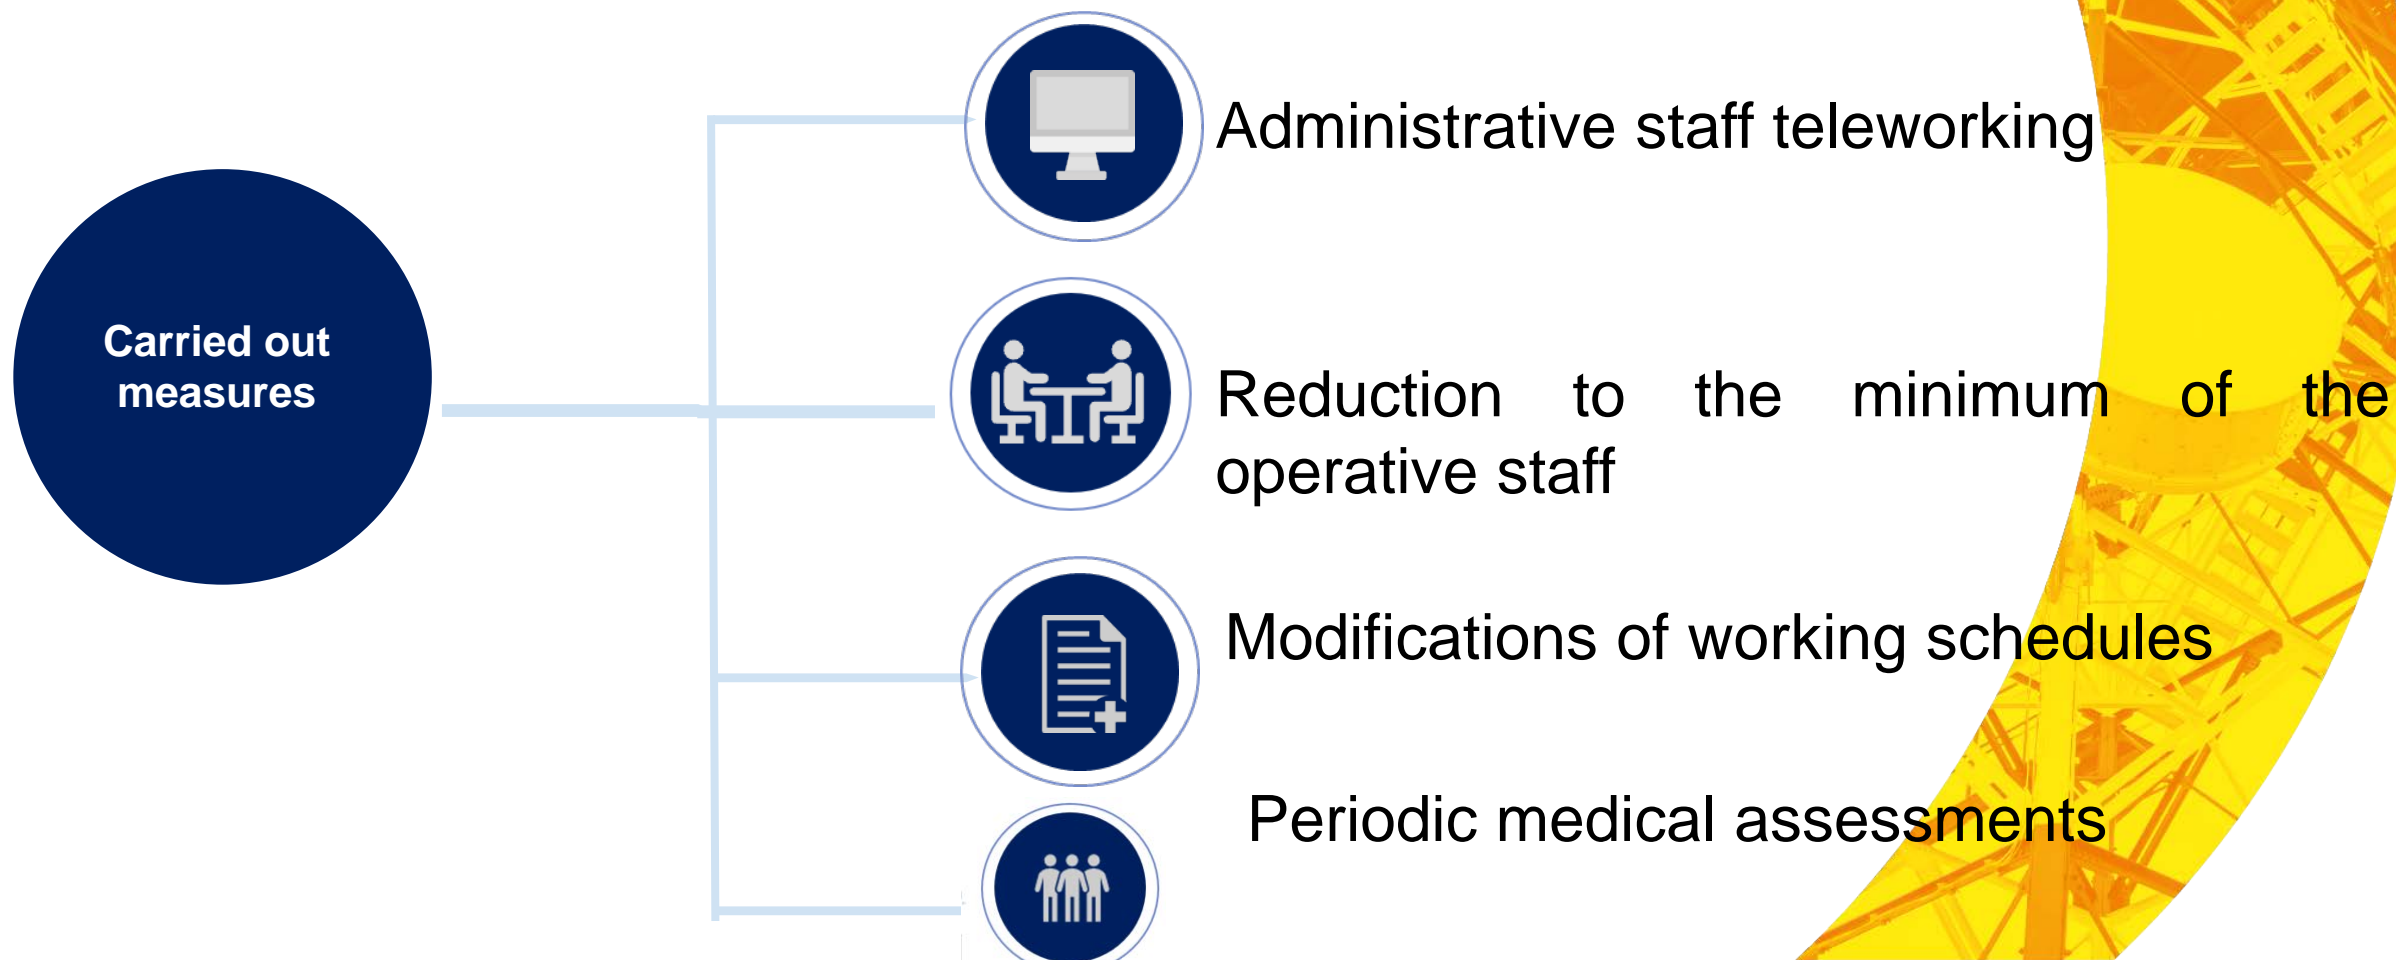 Carried out
measures
Administrative staff teleworking
Reduction to the minimum of the
operative staff
Modifications of working schedules
Periodic medical assessments